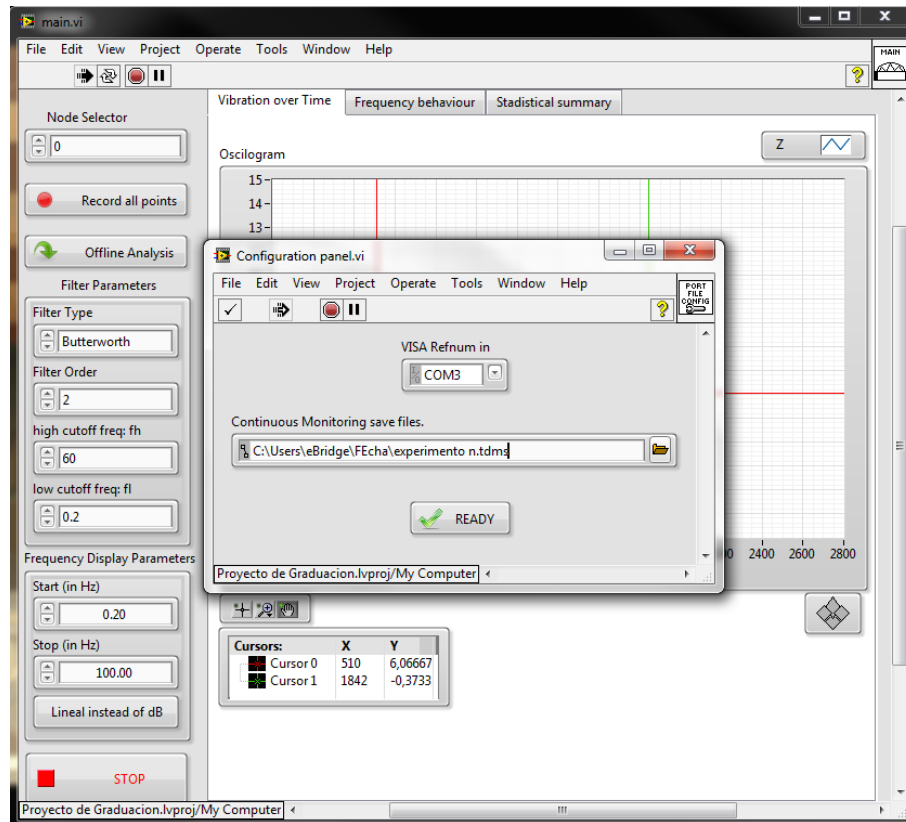 main.vi
File Edit View Project Operate Tools Window Help
MAIN
Node Selector
0
Record all points
Offline Analysis
Filter Parameters
Filter Type
Butterworth
Filter Order
2
high cutoff freq: fh
60
low cutoff freq: fl
0.2
Frequency Display Parameters
Start (in Hz)
0.20
Stop (in Hz)
100.00
Lineal instead of dB
STOP
Proyecto de Graduacion.lvproj/My Computer
Vibration over Time Frequency behaviour Stadistical summary
Oscilogram
Z
15
14
13
Configuration panel.vi
File Edit View Project Operate Tools Window Help
PORT
FILE
CONFIG
VISA Refnum in
COM3
Continuous Monitoring save files.
C:\Users\eBridge\FEcha\experimento n.tdms
READY
Proyecto de Graduacion.lvproj/My Computer
2400 2600 2800
Cursors: X Y
Cursor 0 510 6,06667
Cursor 1 1842 -0,3733